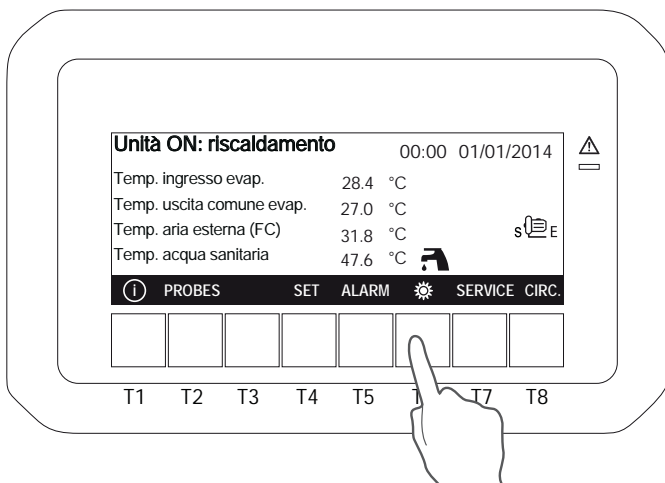 Unità ON: riscaldamento 00:00 01/01/2014
Temp. ingresso evap. 28.4 °C
Temp. uscita comune evap. 27.0 °C
Temp. aria esterna (FC) 31.8 °C
S E
Temp. acqua sanitaria 47.6 °C
i PROBES SET ALARM SERVICE CIRC.
T1 T2 T3 T4 T5 T7 T8